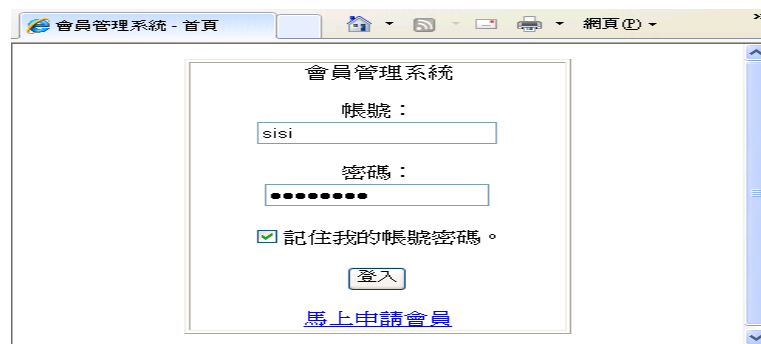 會員管理系統 - 首頁
網頁(P)
»
會員管理系統
帳號：
sisi
密碼：
••••••••
記住我的帳號密碼。
登入
馬上申請會員